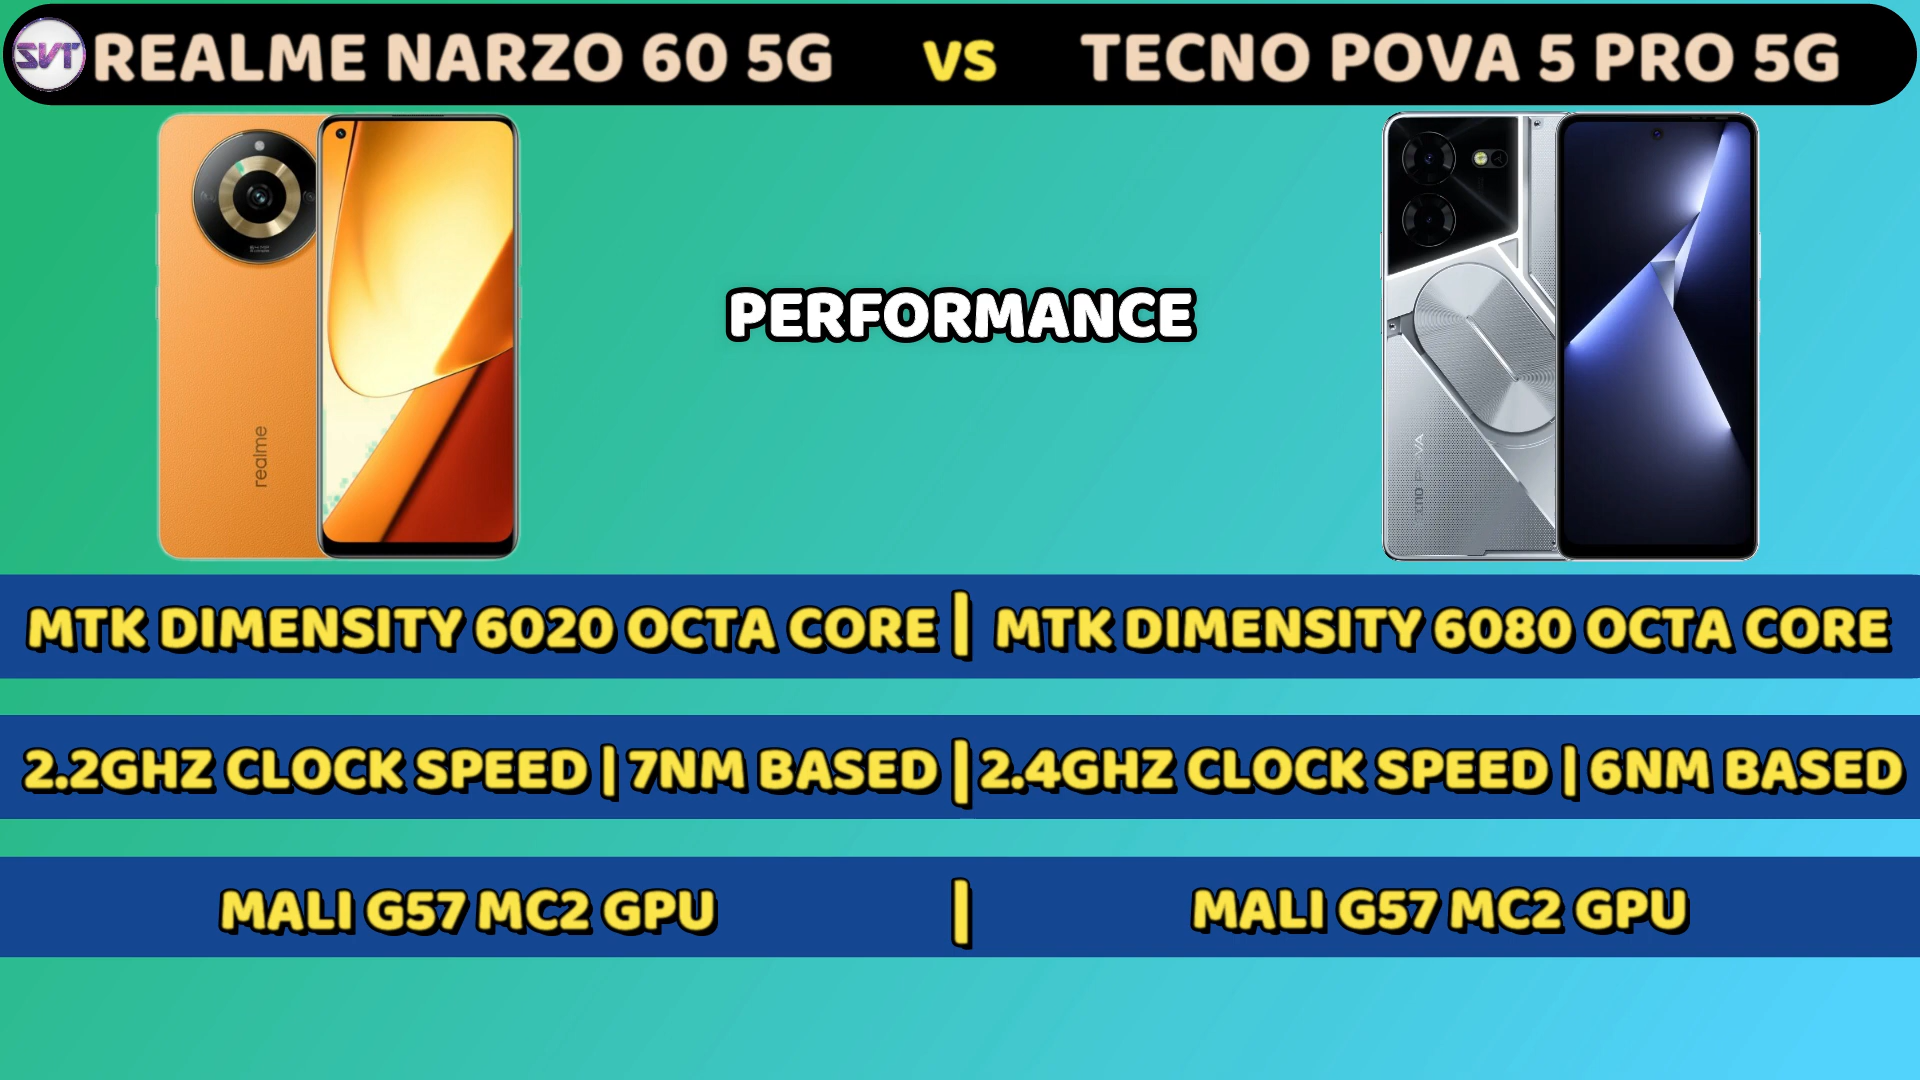 SVT REALME NARZO 60 5G VS TECNO POVA 5 PRO 5G
realme
PERFORMANCE
MTK DIMENSITY 6020 OCTA CORE | MTK DIMENSITY 6080 OCTA CORE
2.2GHZ CLOCK SPEED | 7NM BASED | 2.4GHZ CLOCK SPEED | 6NM BASED
MALI G57 MC2 GPU | MALI G57 MC2 GPU